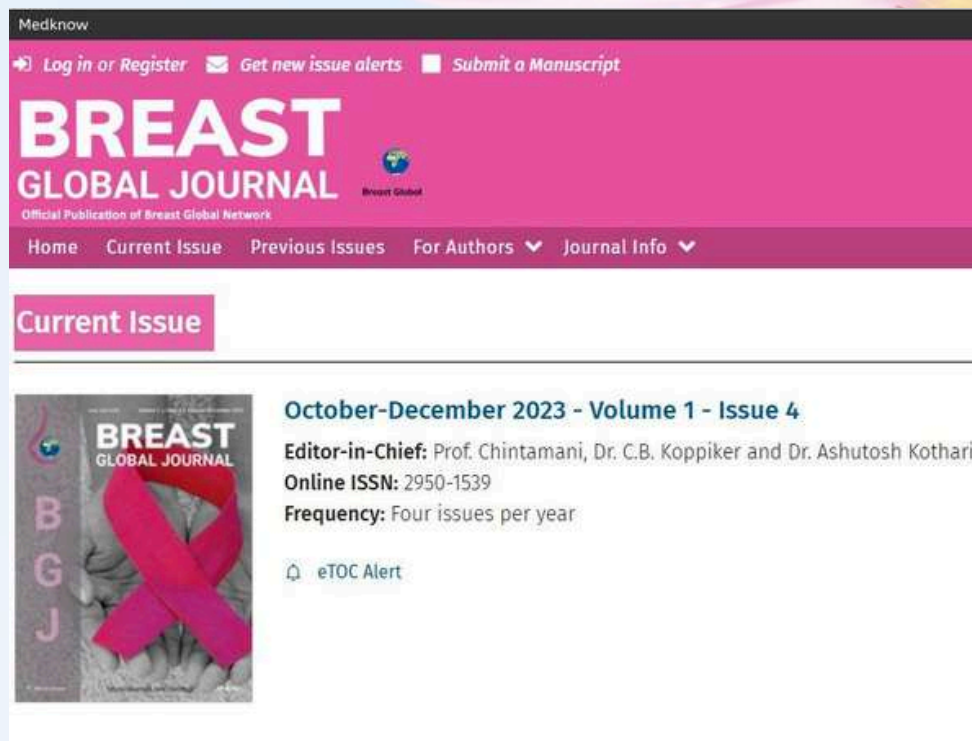 Medknow
Log in or Register Get new issue alerts Submit a Manuscript
BREAST
GLOBAL JOURNAL
Breast Global
Official Publication of Breast Global Network
Home Current Issue Previous Issues For Authors Journal Info
Current Issue
BREAST
GLOBAL JOURNAL
B
G
J
October-December 2023 - Volume 1 - Issue 4
Editor-in-Chief: Prof. Chintamani, Dr. C.B. Koppiker and Dr. Ashutosh Kothari
Online ISSN: 2950-1539
Frequency: Four issues per year
eTOC Alert